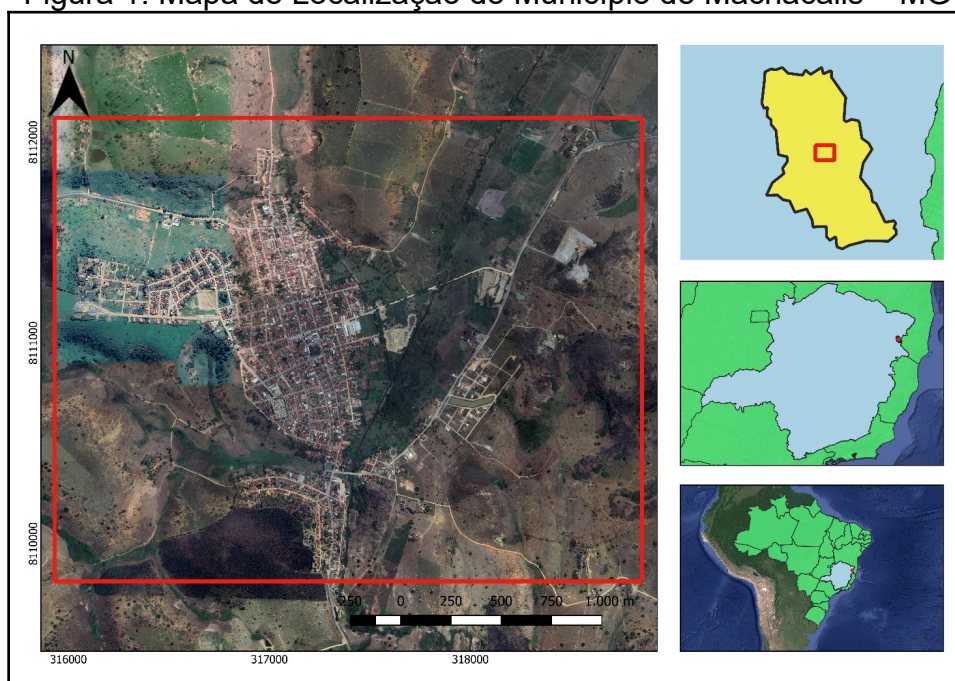 Figura 1: Mapa de Localização do Município de Machacalis – MG
N
8112000
8111000
8110000
250 0 250 500 750 1.000 m
316000 317000 318000